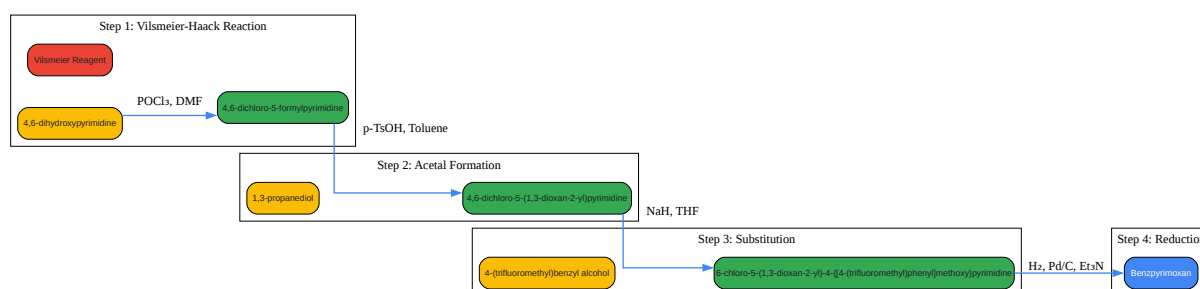 Step 1: Vilsmeier-Haack Reaction
Vilsmeier Reagent
4,6-dihydroxypyrimidine
POCl₃, DMF
4,6-dichloro-5-formylpyrimidine
p-TsOH, Toluene
Step 2: Acetal Formation
1,3-propanediol
4,6-dichloro-5-(1,3-dioxan-2-yl)pyrimidine
NaH, THF
Step 3: Substitution
4-(trifluoromethyl)benzyl alcohol
6-chloro-5-(1,3-dioxan-2-yl)-4-{[4-(trifluoromethyl)phenyl]methoxy}pyrimidine
H₂, Pd/C, Et₃N
Step 4: Reduction
Benzpyrimoxan